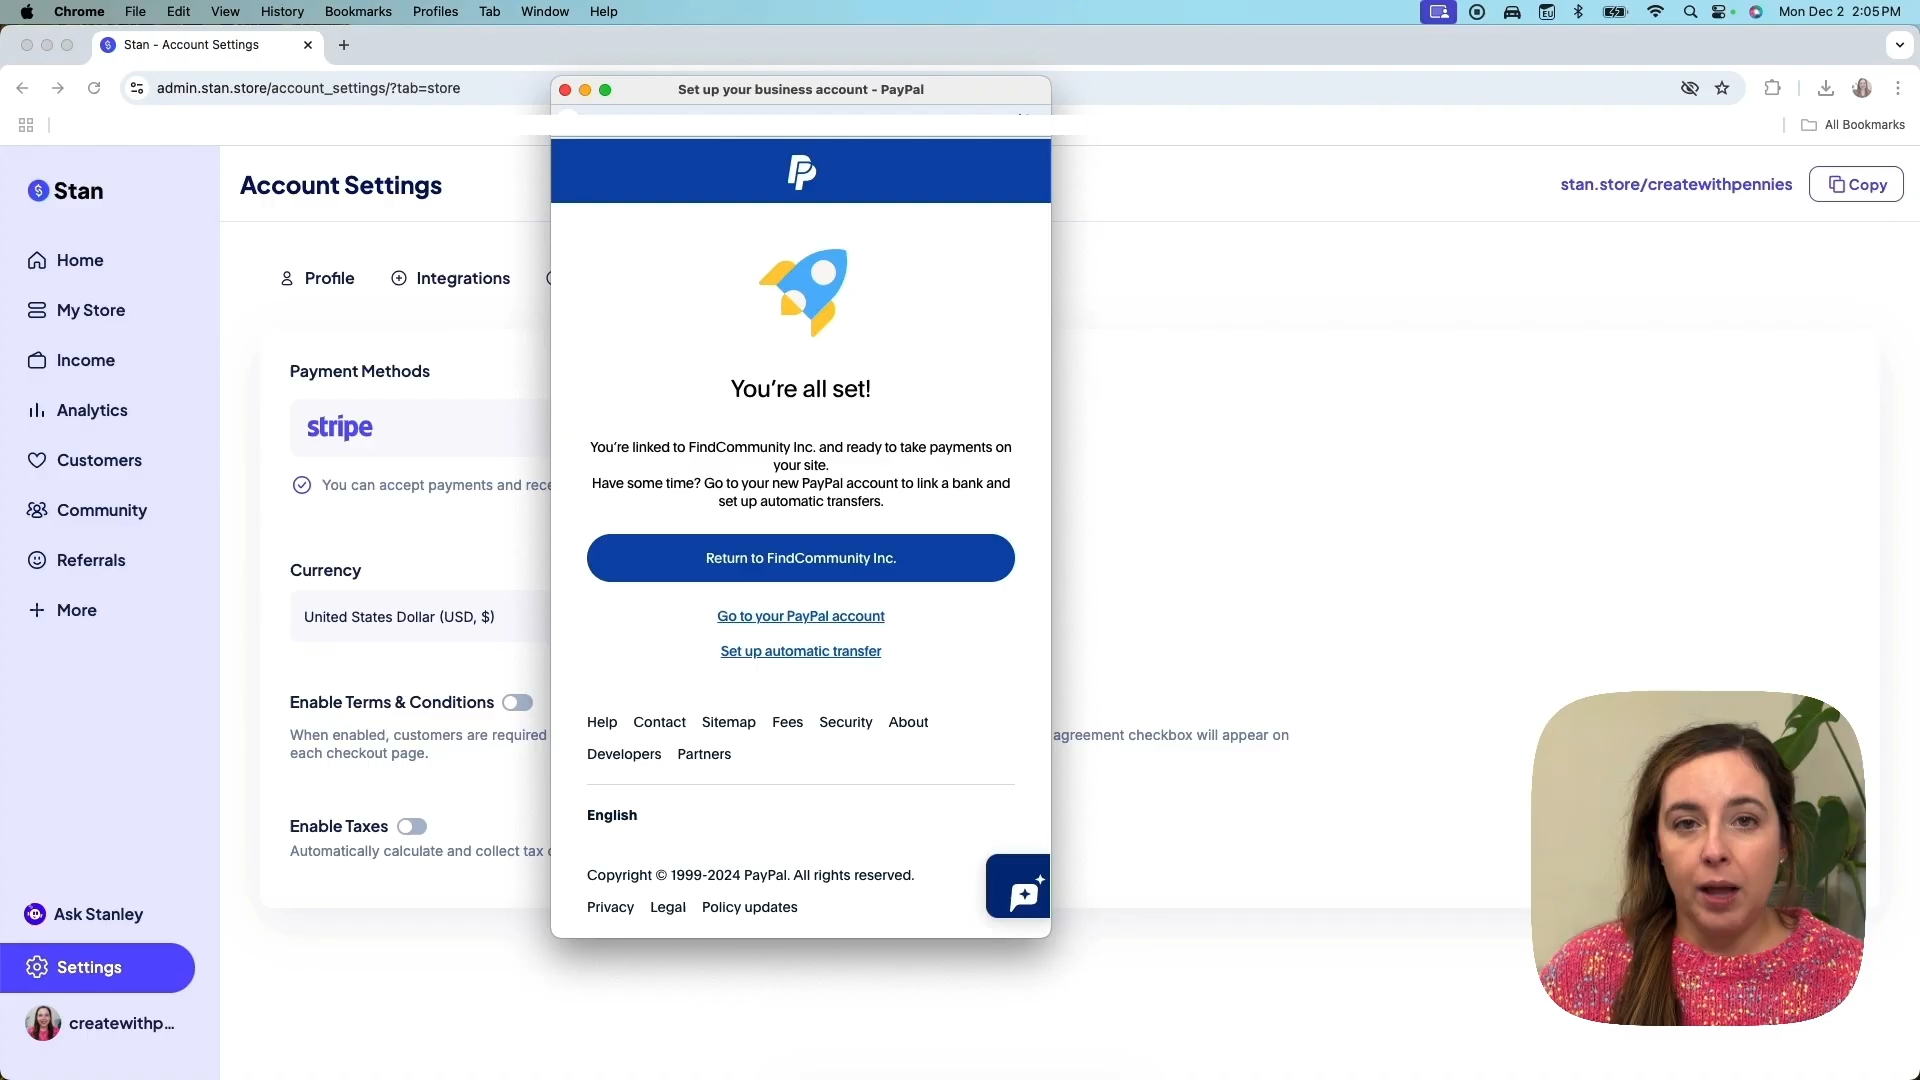 Chrome File Edit View History Bookmarks Profiles Tab Window Help
EU
Mon Dec 2 2:05 PM
Stan - Account Settings
admin.stan.store/account_settings/?tab=store
All Bookmarks
Set up your business account - PayPal
Stan
Home
My Store
Income
Analytics
Customers
Community
Referrals
More
Ask Stanley
Settings
createwithp...
Account Settings
stan.store/createwithpennies
Copy
Profile
Integrations
Payment Methods
stripe
You can accept payments and rece
Currency
United States Dollar (USD, $)
Enable Terms & Conditions
When enabled, customers are required
agreement checkbox will appear on
each checkout page.
Enable Taxes
Automatically calculate and collect tax
You're all set!
You're linked to FindCommunity Inc. and ready to take payments on
your site.
Have some time? Go to your new PayPal account to link a bank and
set up automatic transfers.
Return to FindCommunity Inc.
Go to your PayPal account
Set up automatic transfer
Help Contact Sitemap Fees Security About
Developers Partners
English
Copyright © 1999-2024 PayPal. All rights reserved.
Privacy Legal Policy updates